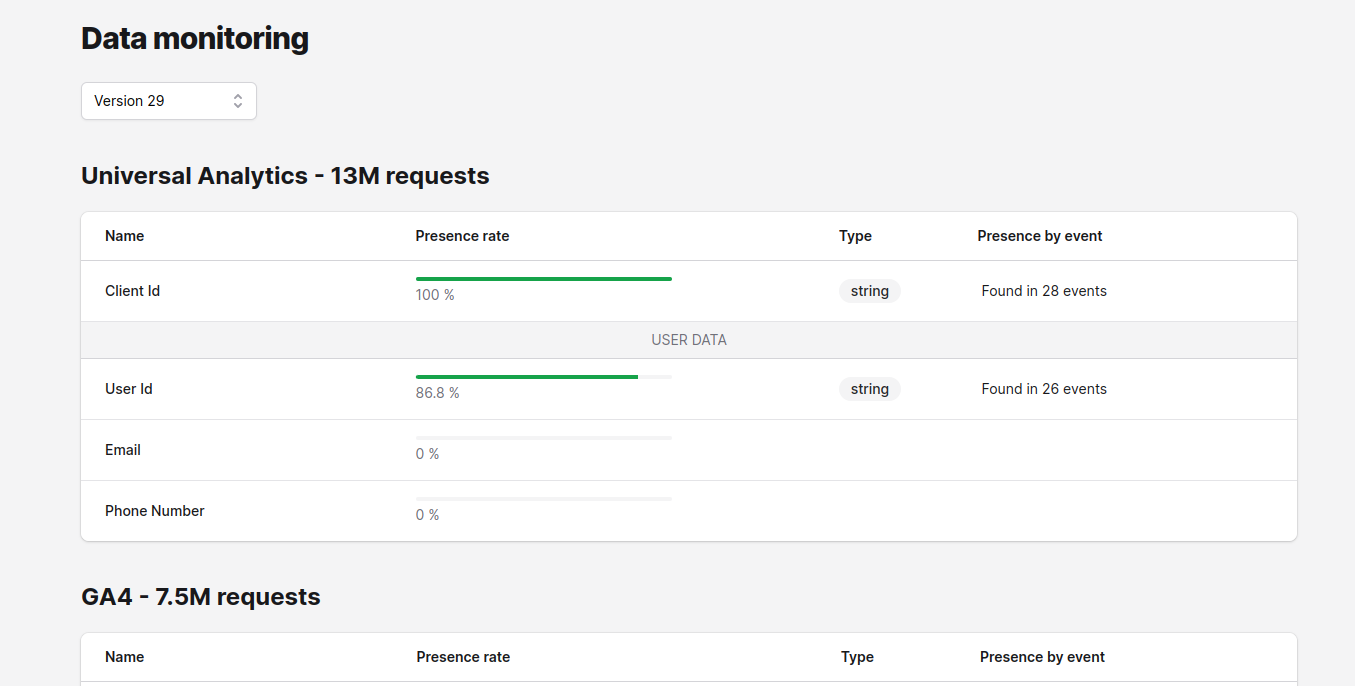 Data monitoring
Version 29
Universal Analytics - 13M requests
Name Presence rate Type Presence by event
Client Id 100 % string Found in 28 events
USER DATA
User Id 86.8 % string Found in 26 events
Email 0 %
Phone Number 0 %
GA4 - 7.5M requests
Name Presence rate Type Presence by event